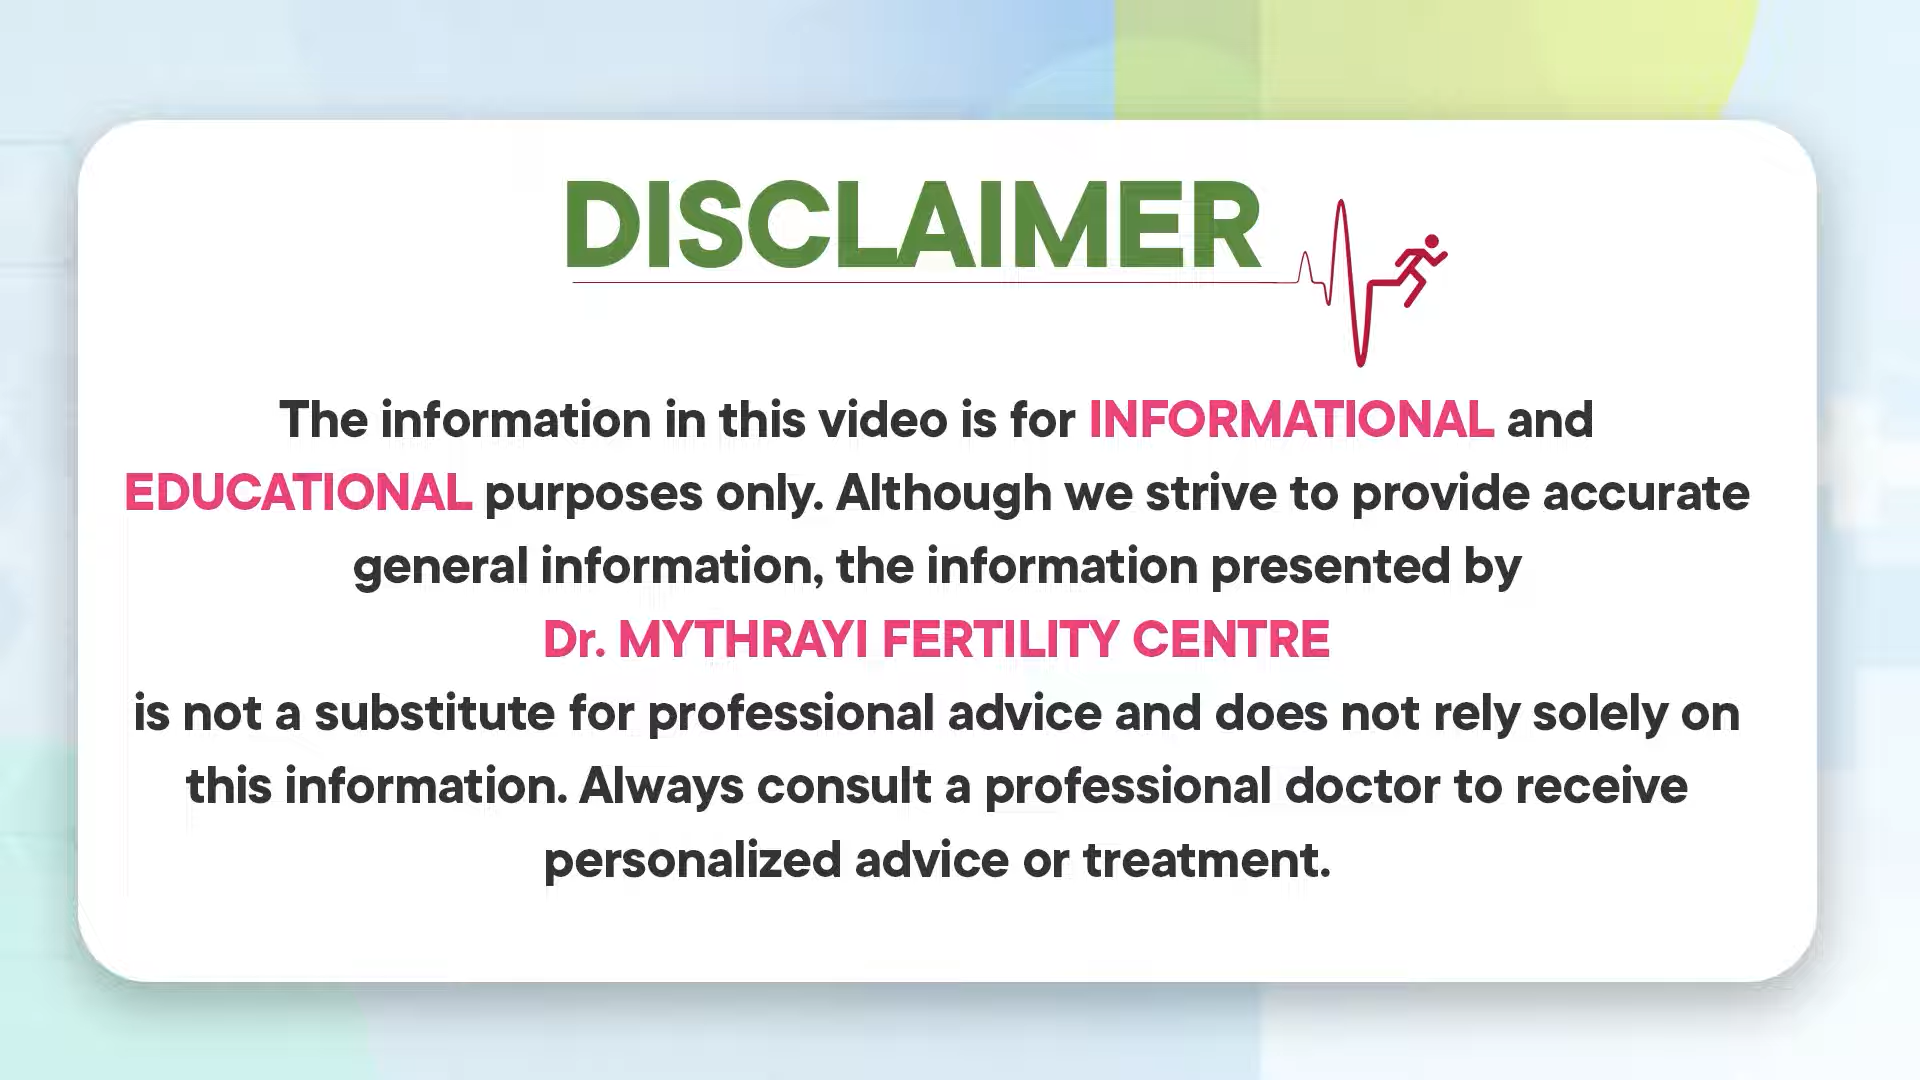 DISCLAIMER
The information in this video is for INFORMATIONAL and
EDUCATIONAL purposes only. Although we strive to provide accurate
general information, the information presented by
Dr. MYTHRAYI FERTILITY CENTRE
is not a substitute for professional advice and does not rely solely on
this information. Always consult a professional doctor to receive
personalized advice or treatment.